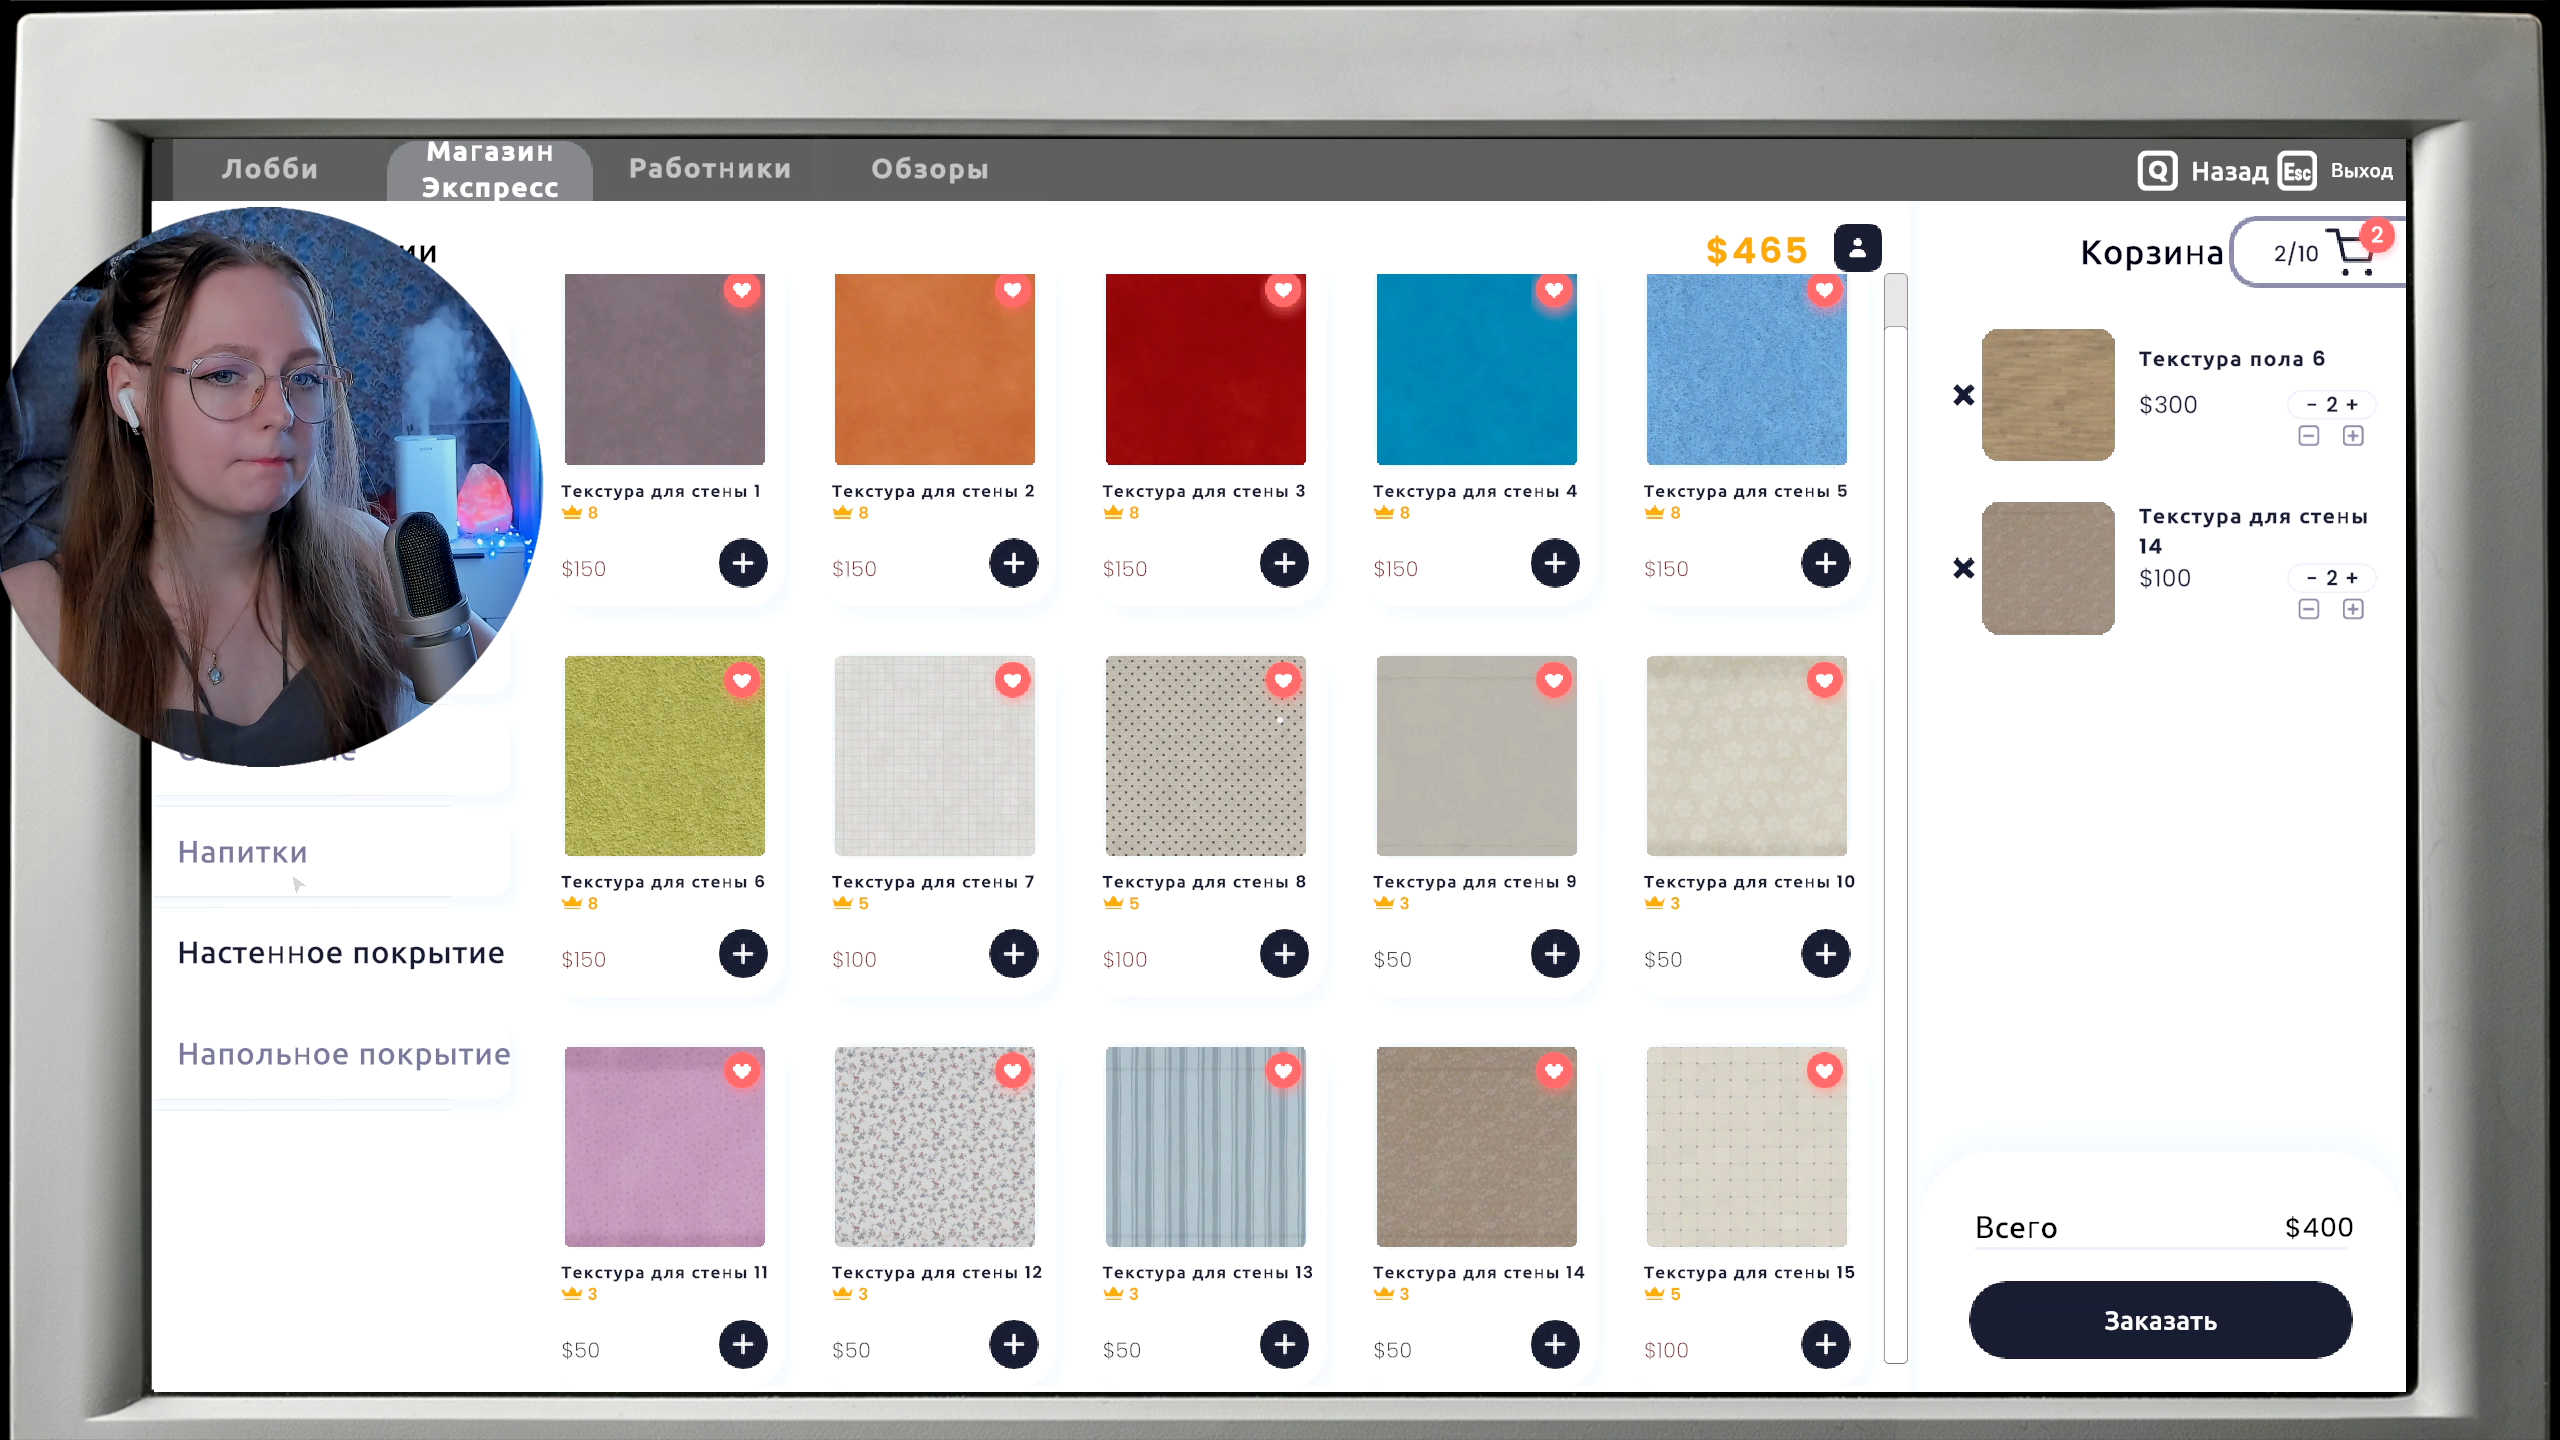 Лобби
Магазин
Экспресс
Работники
Обзоры
Q Назад Esc Выход
ии
$465
Корзина
2/10
2
Текстура для стены 1
8
$150
Текстура для стены 2
8
$150
Текстура для стены 3
8
$150
Текстура для стены 4
8
$150
Текстура для стены 5
8
$150
Текстура для стены 6
8
$150
Текстура для стены 7
5
$100
Текстура для стены 8
5
$100
Текстура для стены 9
3
$50
Текстура для стены 10
3
$50
Текстура для стены 11
3
$50
Текстура для стены 12
3
$50
Текстура для стены 13
3
$50
Текстура для стены 14
3
$50
Текстура для стены 15
5
$100
Напитки
Настенное покрытие
Напольное покрытие
Текстура пола 6
$300
- 2 +
Текстура для стены
14
$100
- 2 +
Всего
$400
Заказать